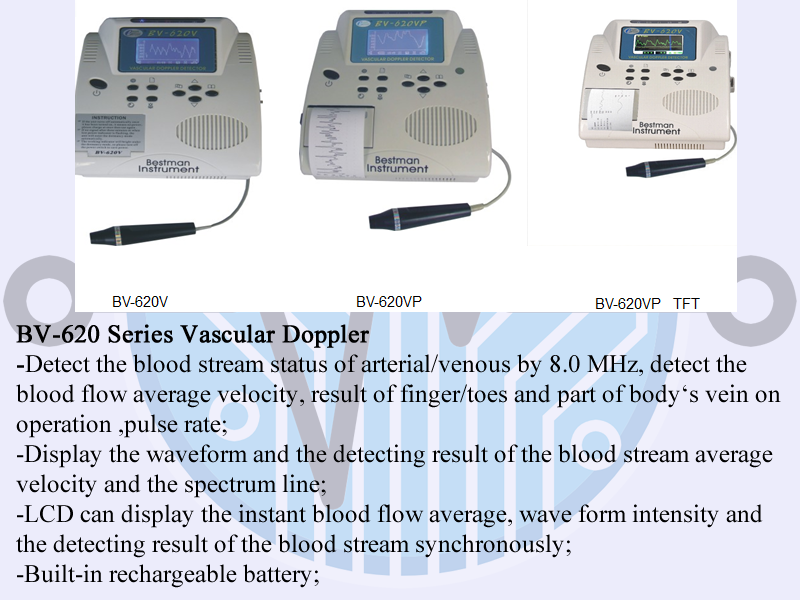 BV-620V
VASCULAR DOPPLER DETECTOR
INSTRUCTION
BV-620V
Bestman
Instrument
BV-620VP
VASCULAR DOPPLER DETECTOR
Bestman
Instrument
BV-620V
VASCULAR DOPPLER DETECTOR
Bestman
Instrument
BV-620V
BV-620VP
BV-620VP TFT
BV-620 Series Vascular Doppler
-Detect the blood stream status of arterial/venous by 8.0 MHz, detect the
blood flow average velocity, result of finger/toes and part of body‘s vein on
operation ,pulse rate;
-Display the waveform and the detecting result of the blood stream average
velocity and the spectrum line;
-LCD can display the instant blood flow average, wave form intensity and
the detecting result of the blood stream synchronously;
-Built-in rechargeable battery;